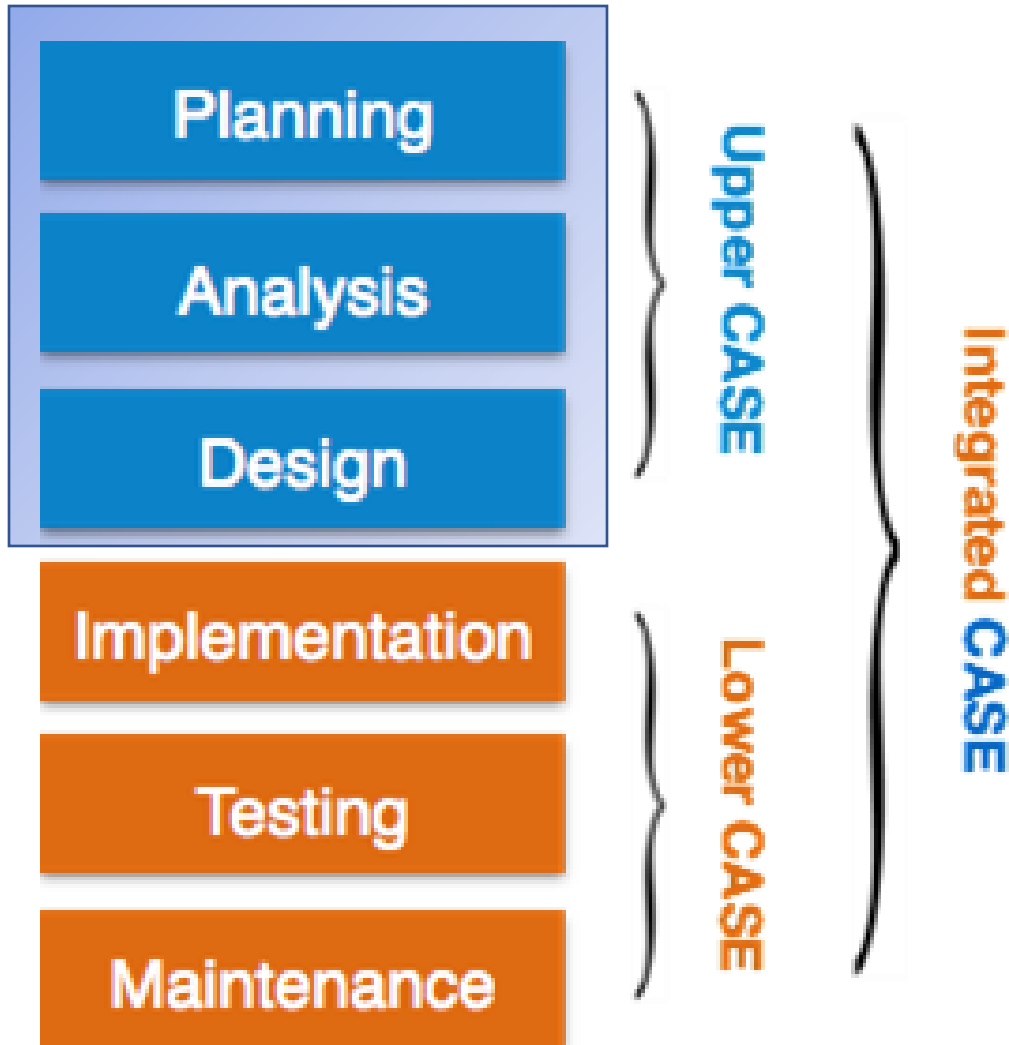 Planning
Analysis
Design
Implementation
Testing
Maintenance
Upper CASE
Lower CASE
Integrated CASE